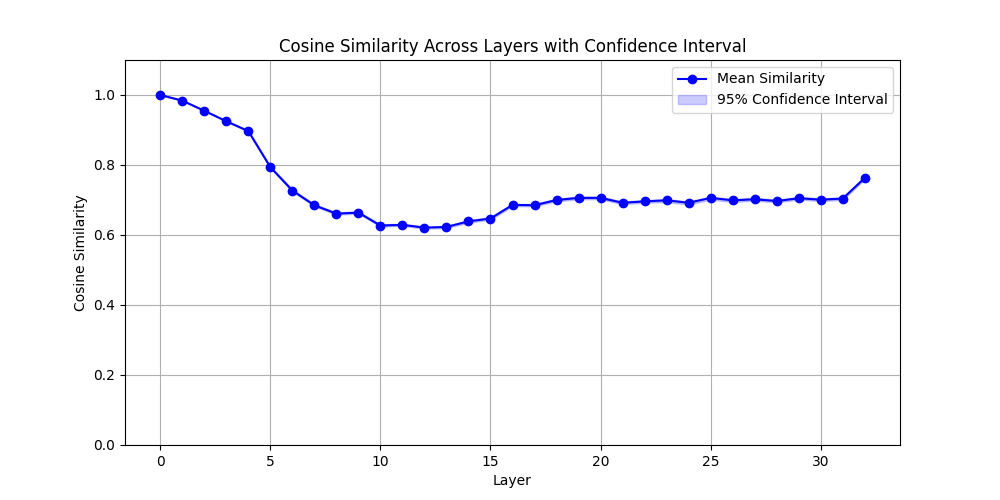 Cosine Similarity Across Layers with Confidence Interval
Mean Similarity
95% Confidence Interval
1.0
0.8
0.6
0.4
0.2
0.0
Cosine Similarity
0 5 10 15 20 25 30
Layer